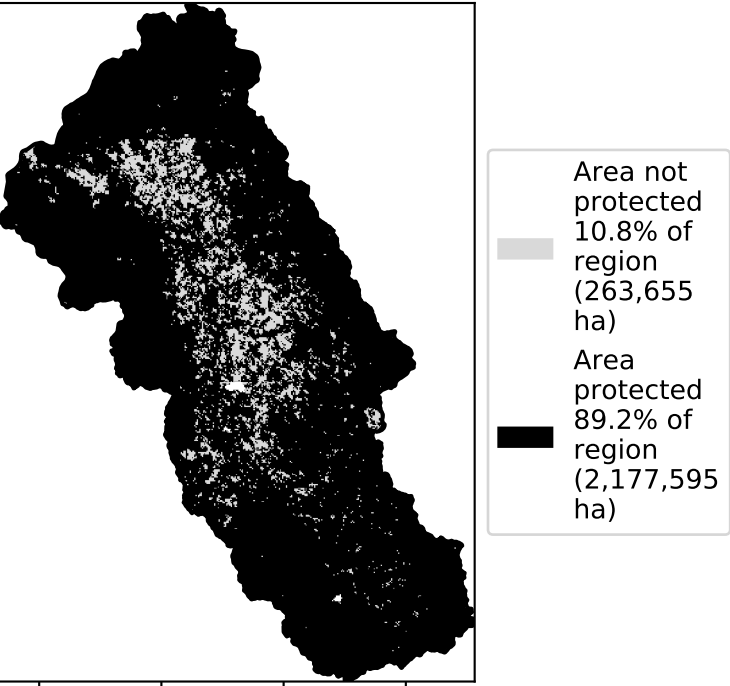 Area not
protected
10.8% of
region
(263,655
ha)
Area
protected
89.2% of
region
(2,177,595
ha)